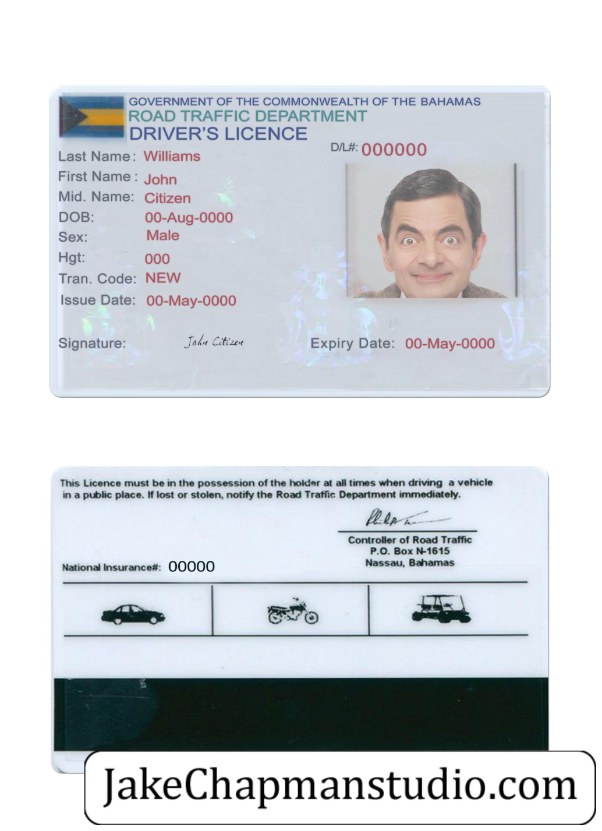 GOVERNMENT OF THE COMMONWEALTH OF THE BAHAMAS
ROAD TRAFFIC DEPARTMENT
DRIVER'S LICENCE
D/L#: 000000
Last Name: Williams
First Name: John
Mid. Name: Citizen
DOB: 00-Aug-0000
Sex: Male
Hgt: 000
Tran. Code: NEW
Issue Date: 00-May-0000
Signature: John Citizen Expiry Date: 00-May-0000
This Licence must be in the possession of the holder at all times when driving a vehicle
in a public place. If lost or stolen, notify the Road Traffic Department immediately.
Controller of Road Traffic
P.O. Box N-1615
Nassau, Bahamas
National Insurance#: 00000
JakeChapmanstudio.com